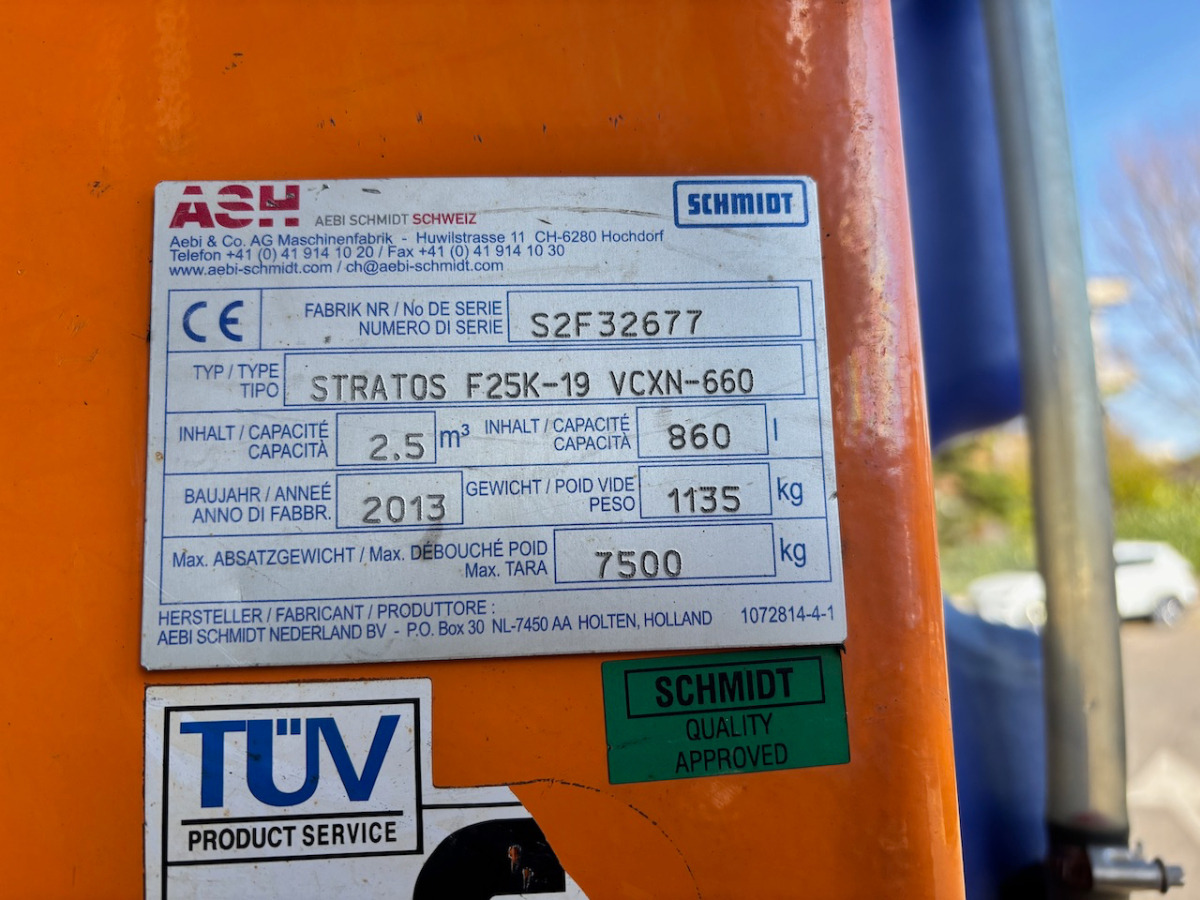 ASH AEBI SCHMIDT SCHWEIZ
SCHMIDT
Aebi & Co. AG Maschinenfabrik - Huwilstrasse 11 CH-6280 Hochdorf
Telefon +41 (0) 41 914 10 20 / Fax +41 (0) 41 914 10 30
www.aebi-schmidt.com / ch@aebi-schmidt.com
CE
FABRIK NR / No DE SERIE
NUMERO DI SERIE
S2F32677
TYP / TYPE
TIPO
STRATOS F25K-19 VCXN-660
INHALT / CAPACITÉ
CAPACITÀ
2.5 m³
INHALT / CAPACITÉ
CAPACITÀ
860 l
BAUJAHR / ANNEÉ
ANNO DI FABBR.
2013
GEWICHT / POID VIDE
PESO
1135 kg
Max. ABSATZGEWICHT / Max. DÉBOUCHÉ POID
Max. TARA
7500 kg
HERSTELLER / FABRICANT / PRODUTTORE :
AEBI SCHMIDT NEDERLAND BV - P.O. Box 30 NL-7450 AA HOLTEN, HOLLAND
1072814-4-1
SCHMIDT
QUALITY
APPROVED
TÜV
PRODUCT SERVICE